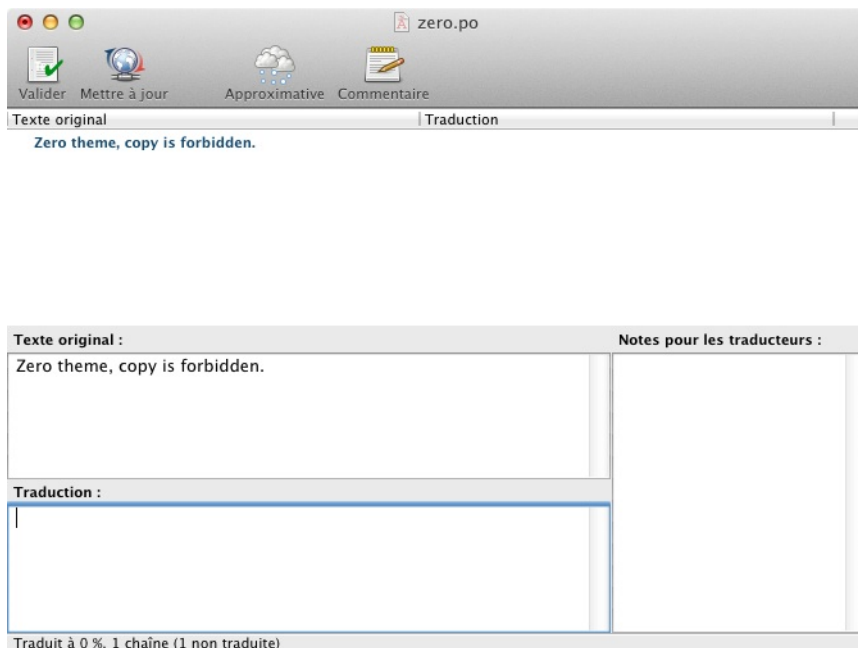 zero.po
Valider Mettre à jour Approximative Commentaire
Texte original Traduction
Zero theme, copy is forbidden.
Texte original : Notes pour les traducteurs :
Zero theme, copy is forbidden.
Traduction :
Traduit à 0 %, 1 chaîne (1 non traduite)